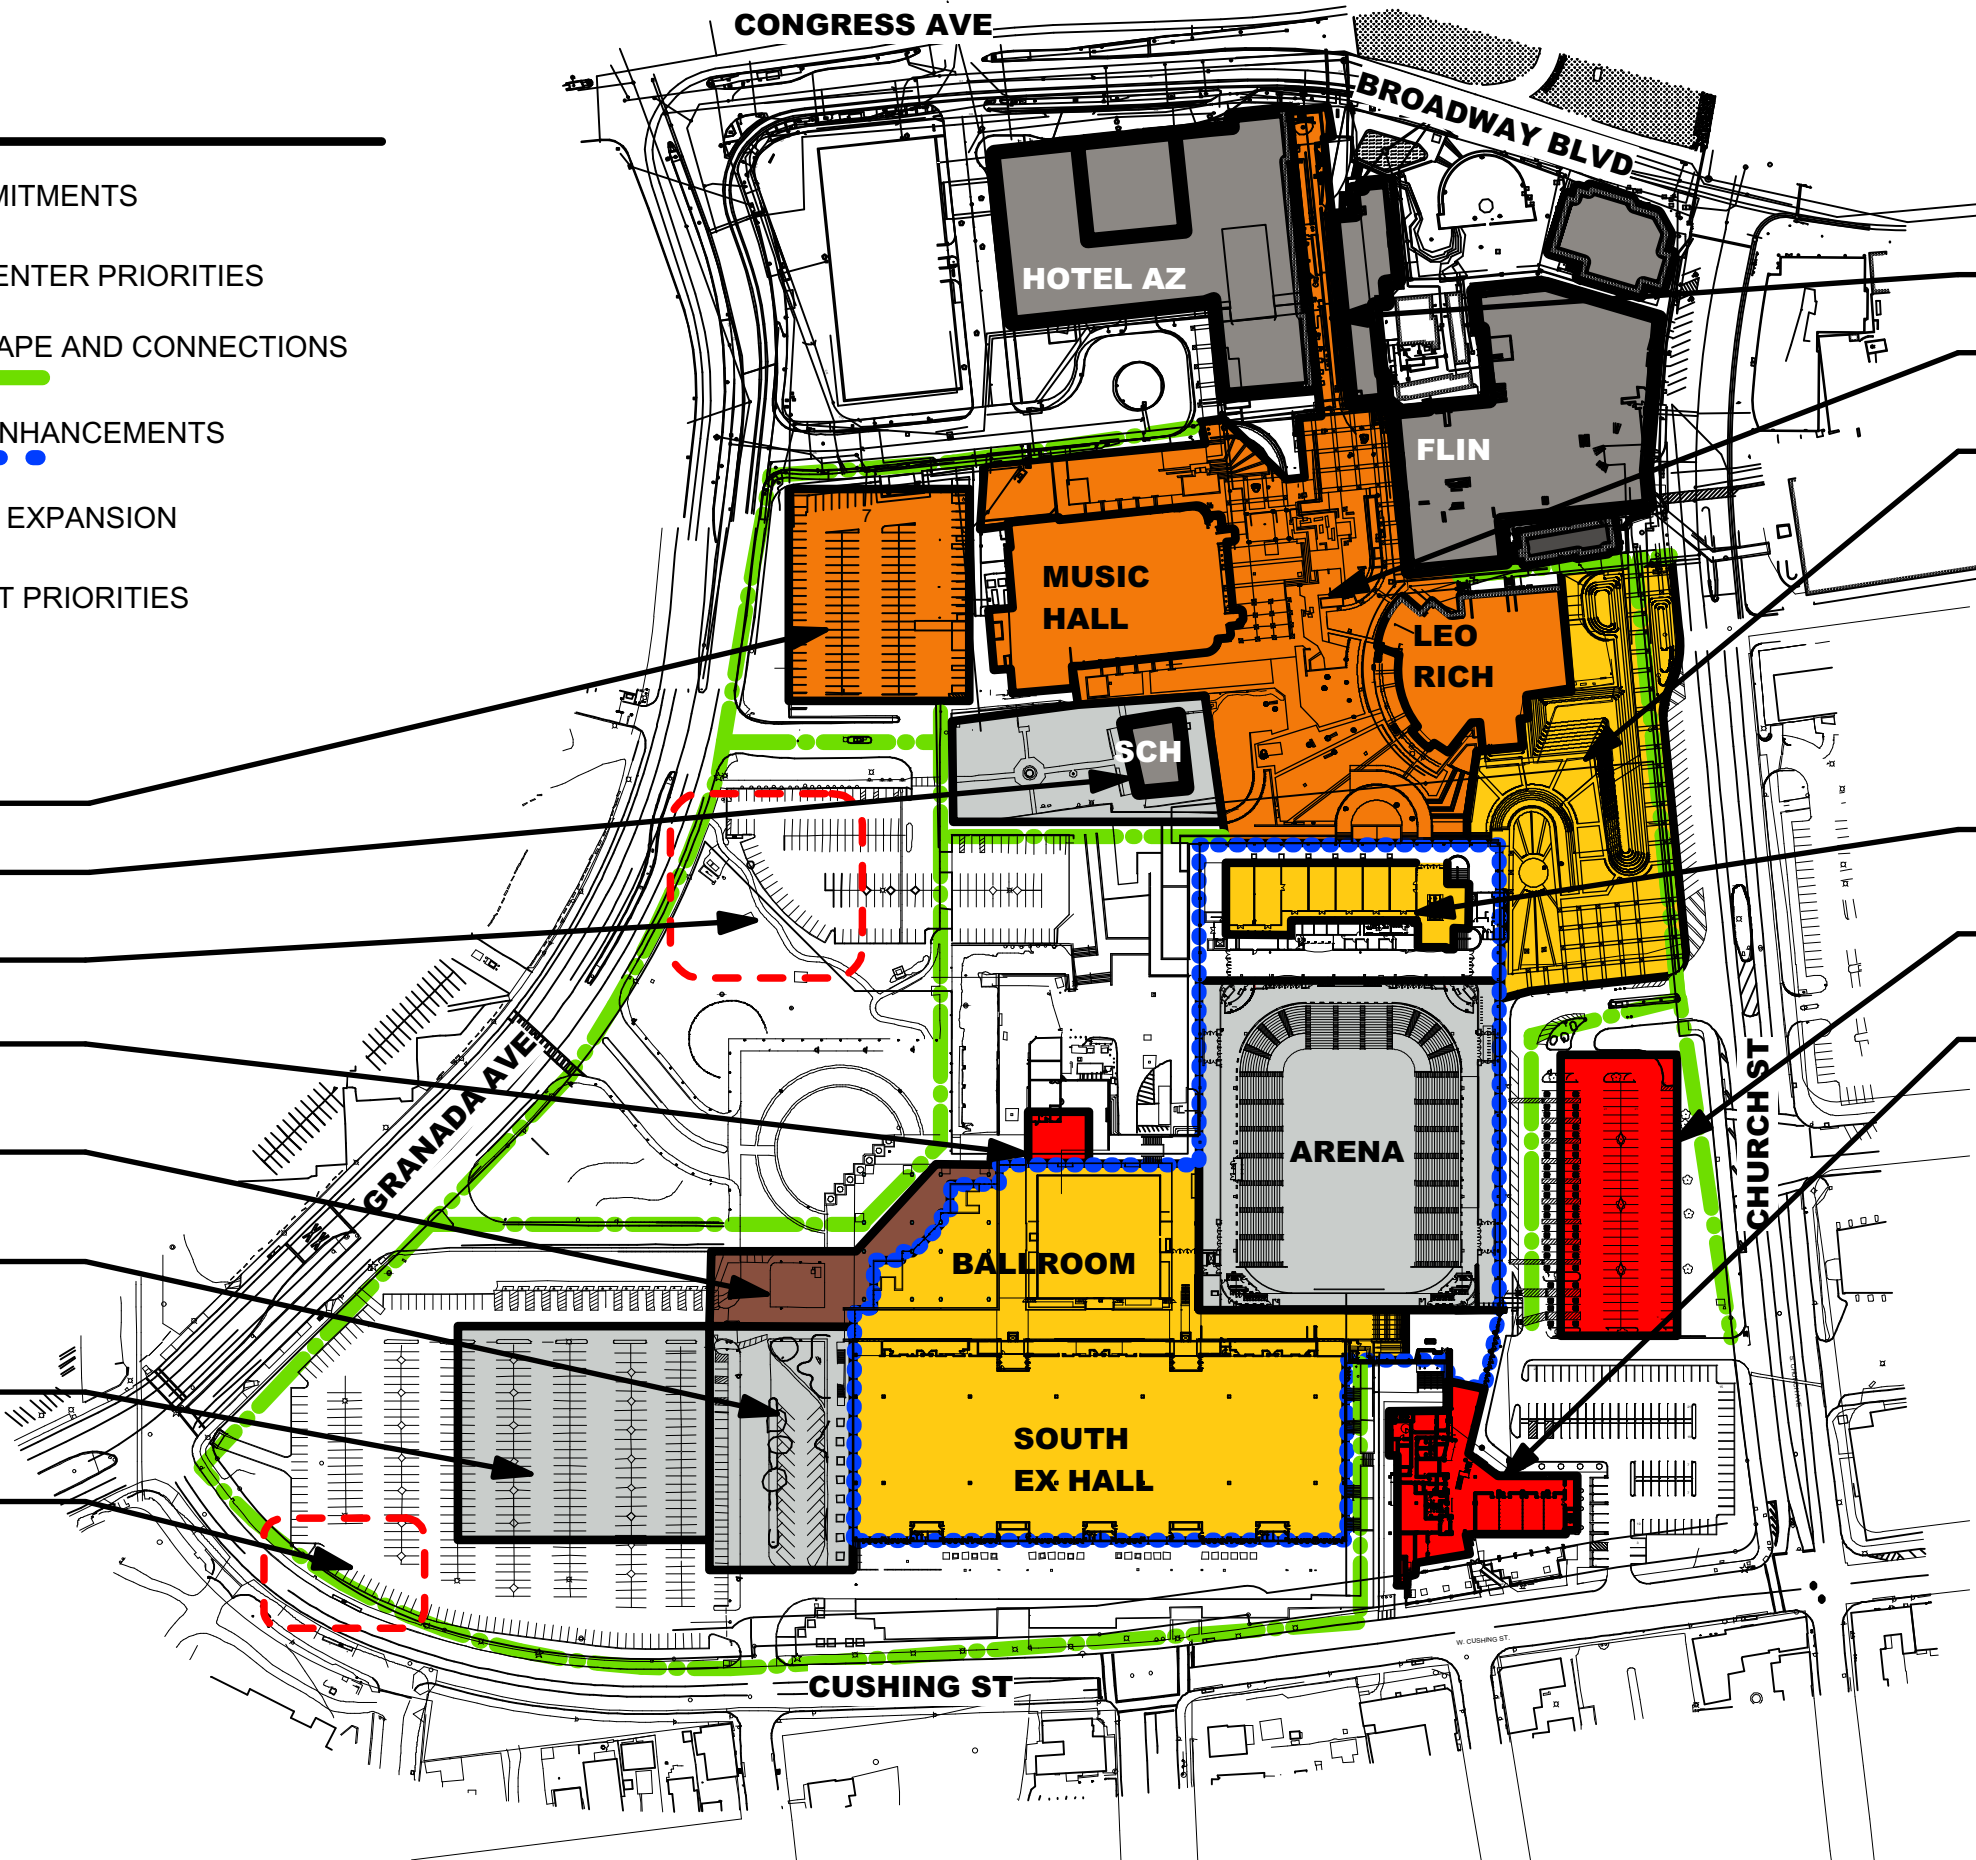 CONGRESS AVE
BROADWAY BLVD
MITMENTS
ENTER PRIORITIES
APE AND CONNECTIONS
NHANCEMENTS
EXPANSION
T PRIORITIES
HOTEL AZ
FLIN
7
MUSIC
HALL
LEO
RICH
SCH
GRANADA AVE
ARENA
CHURCH ST
BALLROOM
SOUTH
EX HALL
W. CUSHING ST.
CUSHING ST